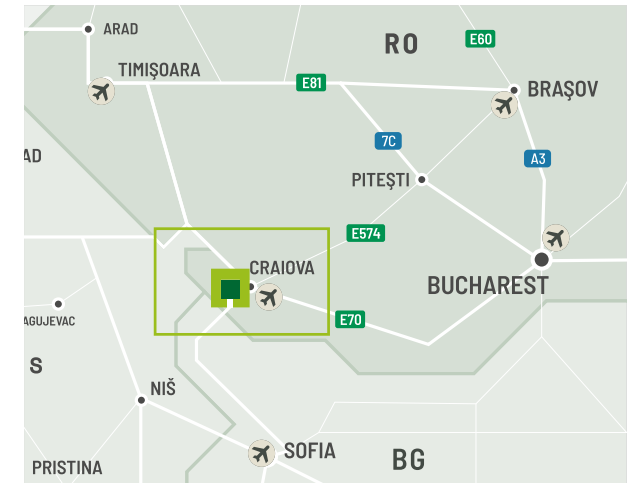 ARAD
RO
E60
TIMIŞOARA
E81
BRAŞOV
7C
A3
AD
PITEŞTI
E574
CRAIOVA
BUCHAREST
AGUJEVAC
E70
S
NIŠ
SOFIA
BG
PRISTINA